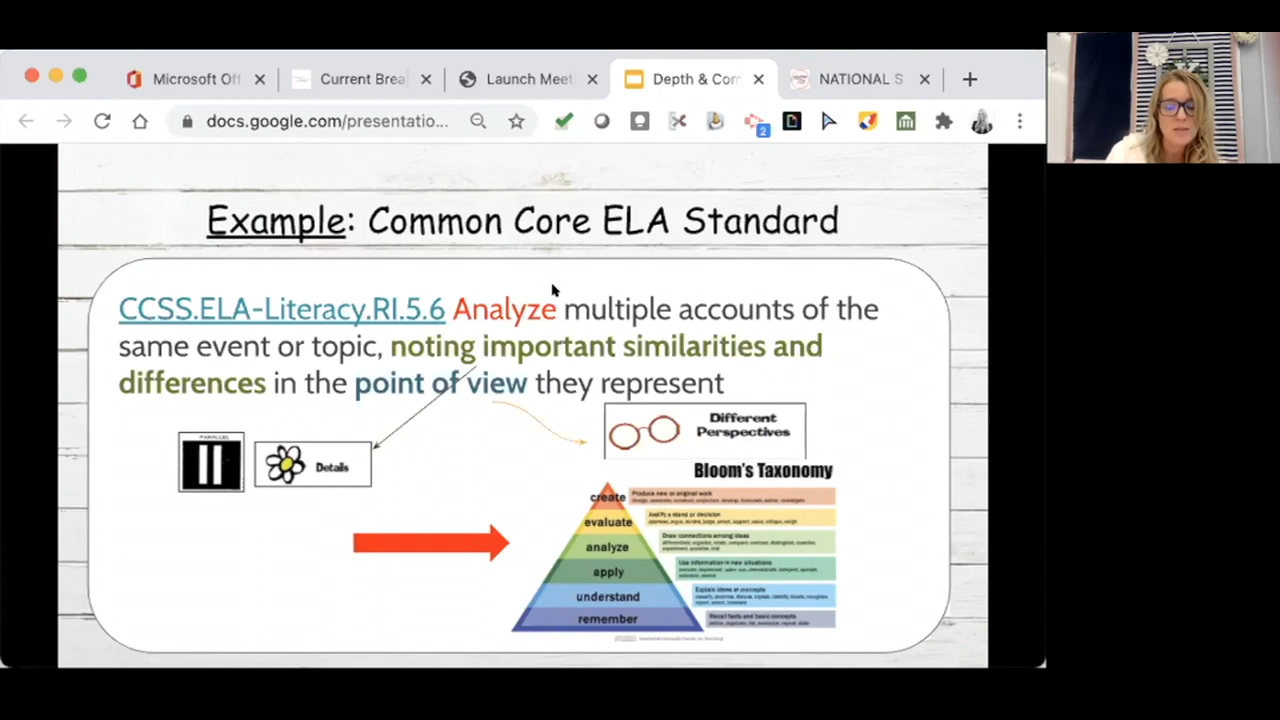 Microsoft Off
Current Brea
Launch Meet
Depth & Com
NATIONAL S
docs.google.com/presentatio...
2
Example: Common Core ELA Standard
CCSS.ELA-Literacy.RI.5.6 Analyze multiple accounts of the
same event or topic, noting important similarities and
differences in the point of view they represent
PARALLEL
Details
Different
Perspectives
Bloom's Taxonomy
create
Produce new or original work
evaluate
Justify a stand or decision
analyze
Draw connections among ideas
apply
Use information in new situations
understand
Explain ideas or concepts
remember
Recall facts and basic concepts